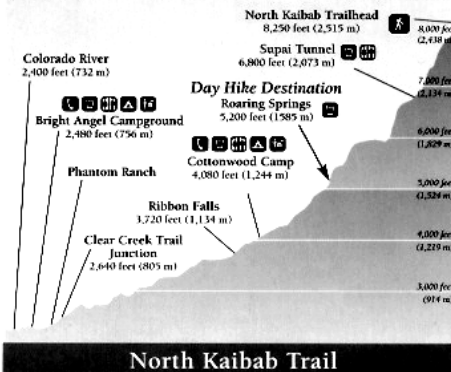 North Kaibab Trailhead
8,250 feet (2,515 m)
Supai Tunnel
6,800 feet (2,073 m)
Day Hike Destination
Roaring Springs
5,200 feet (1585 m)
Colorado River
2,400 feet (732 m)
Bright Angel Campground
2,480 feet (756 m)
Cottonwood Camp
4,080 feet (1,244 m)
Phantom Ranch
Ribbon Falls
3,720 feet (1,134 m)
Clear Creek Trail
Junction
2,640 feet (805 m)
8,000 feet
(2,438 m)
7,000 feet
(2,134 m)
6,000 feet
(1,829 m)
5,000 feet
(1,524 m)
4,000 feet
(1,219 m)
3,000 feet
(914 m)
North Kaibab Trail